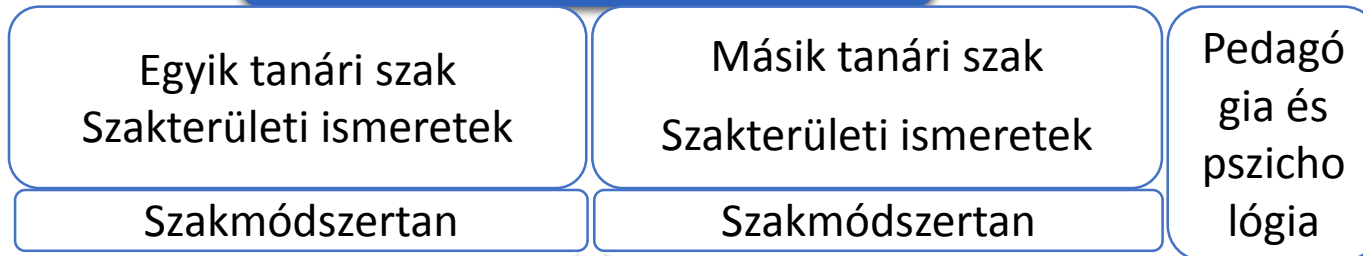 Egyik tanári szak
Szakterületi ismeretek
Szakmódszertan
Másik tanári szak
Szakterületi ismeretek
Szakmódszertan
Pedagó
gia és
pszicho
lógia